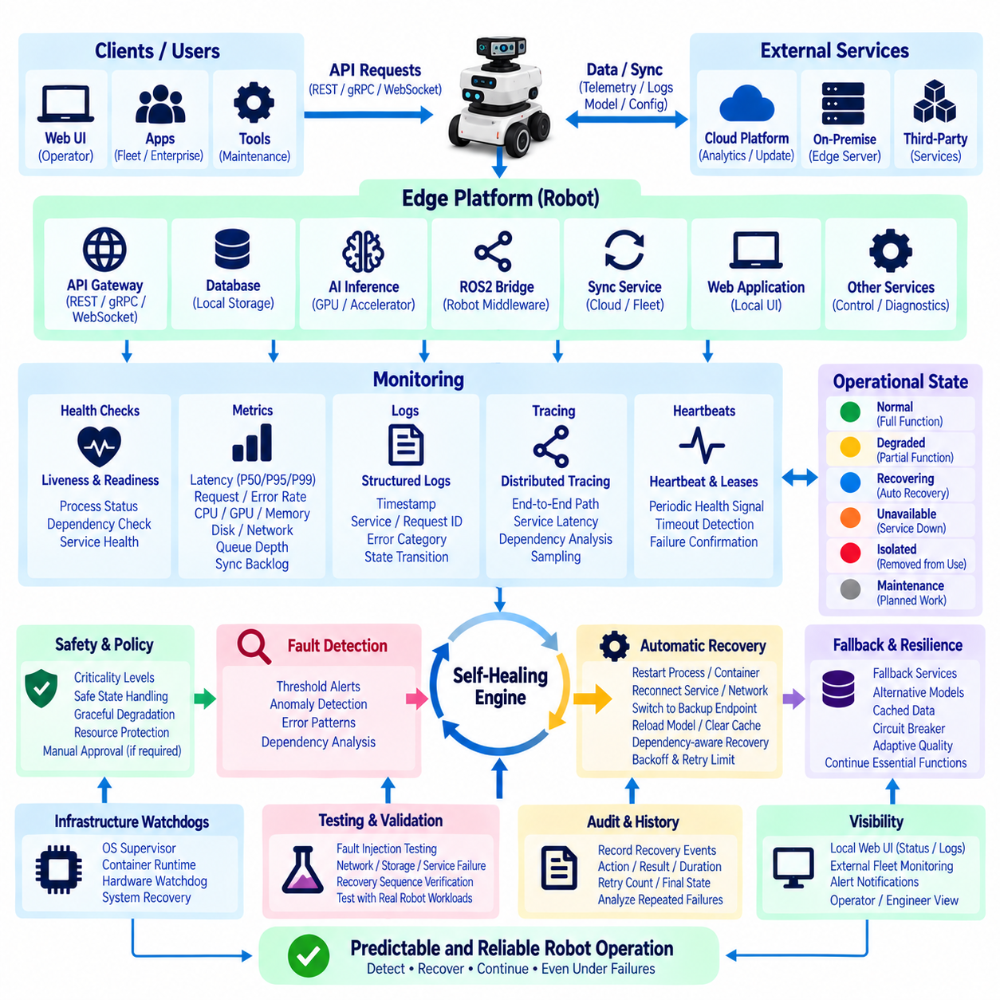 Clients / Users
Web UI
(Operator)
Apps
(Fleet / Enterprise)
Tools
(Maintenance)
API Requests
(REST / gRPC / WebSocket)
Data / Sync
(Telemetry / Logs
Model / Config)
External Services
Cloud Platform
(Analytics / Update)
On-Premise
(Edge Server)
Third-Party
(Services)
Edge Platform (Robot)
API Gateway
(REST / gRPC /
WebSocket)
Database
(Local Storage)
AI Inference
(GPU / Accelerator)
ROS2 Bridge
(Robot Middleware)
Sync Service
(Cloud / Fleet)
Web Application
(Local UI)
Other Services
(Control / Diagnostics)
Monitoring
Health Checks
Liveness & Readiness
Process Status
Dependency Check
Service Health
Metrics
Latency (P50/P95/P99)
Request / Error Rate
CPU / GPU / Memory
Disk / Network
Queue Depth
Sync Backlog
Logs
Structured Logs
Timestamp
Service / Request ID
Error Category
State Transition
Tracing
Distributed Tracing
End-to-End Path
Service Latency
Dependency Analysis
Sampling
Heartbeats
Heartbeat & Leases
Periodic Health Signal
Timeout Detection
Failure Confirmation
Operational State
Normal
(Full Function)
Degraded
(Partial Function)
Recovering
(Auto Recovery)
Unavailable
(Service Down)
Isolated
(Removed from Use)
Maintenance
(Planned Work)
Safety & Policy
Criticality Levels
Safe State Handling
Graceful Degradation
Resource Protection
Manual Approval (if required)
Fault Detection
Threshold Alerts
Anomaly Detection
Error Patterns
Dependency Analysis
Self-Healing
Engine
Automatic Recovery
Restart Process / Container
Reconnect Service / Network
Switch to Backup Endpoint
Reload Model / Clear Cache
Dependency-aware Recovery
Backoff & Retry Limit
Fallback & Resilience
Fallback Services
Alternative Models
Cached Data
Circuit Breaker
Adaptive Quality
Continue Essential Functions
Infrastructure Watchdogs
OS Supervisor
Container Runtime
Hardware Watchdog
System Recovery
Testing & Validation
Fault Injection Testing
Network / Storage / Service Failure
Recovery Sequence Verification
Test with Real Robot Workloads
Audit & History
Record Recovery Events
Action / Result / Duration
Retry Count / Final State
Analyze Repeated Failures
Visibility
Local Web UI (Status / Logs)
External Fleet Monitoring
Alert Notifications
Operator / Engineer View
Predictable and Reliable Robot Operation
Detect • Recover • Continue • Even Under Failures